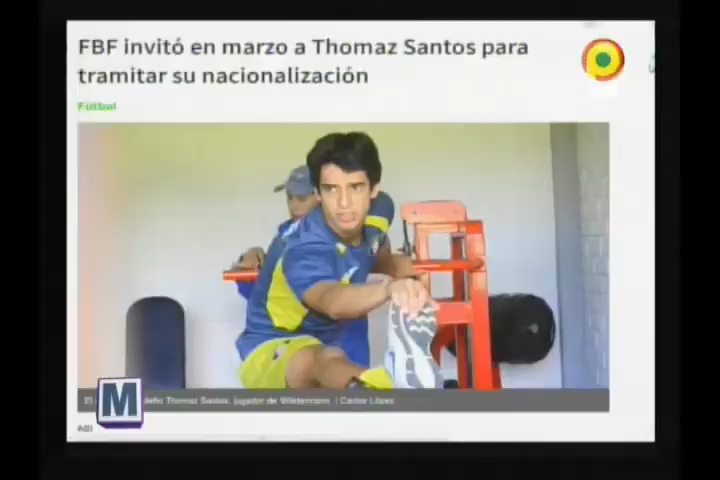 FBF invitó en marzo a Thomaz Santos para
tramitar su nacionalización
Fútbol
El
Thomaz Santos, jugador de Wilstermann. | Carlos López
M
ABI